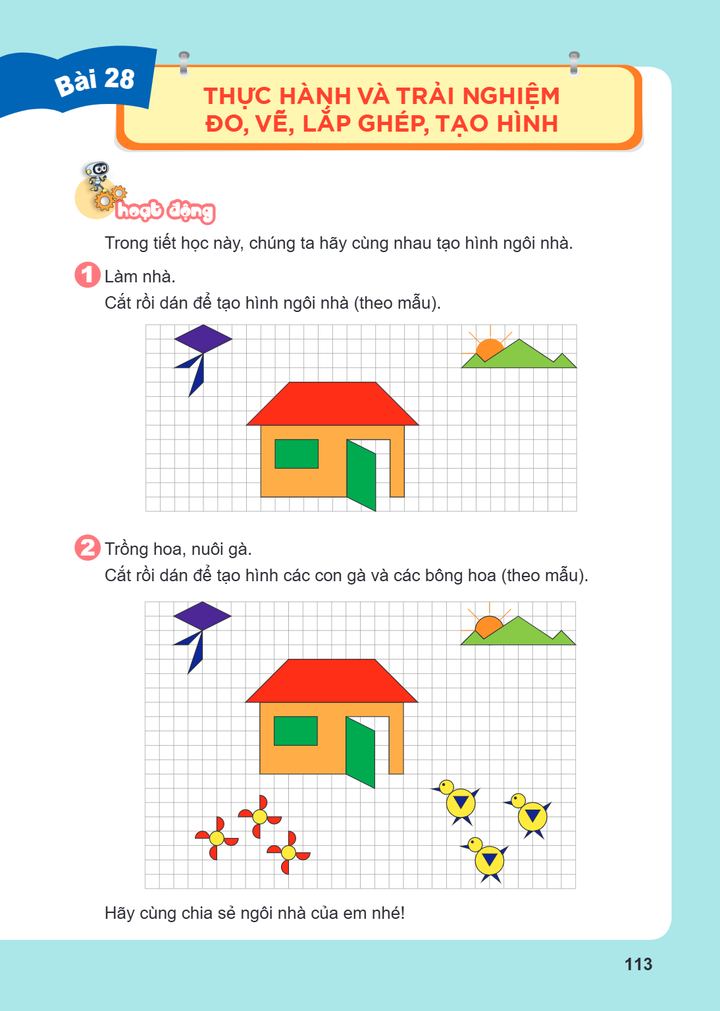 Bài 28
THỰC HÀNH VÀ TRẢI NGHIỆM
ĐO, VẼ, LẮP GHÉP, TẠO HÌNH
hoạt động
Trong tiết học này, chúng ta hãy cùng nhau tạo hình ngôi nhà.
1 Làm nhà.
Cắt rồi dán để tạo hình ngôi nhà (theo mẫu).
2 Trồng hoa, nuôi gà.
Cắt rồi dán để tạo hình các con gà và các bông hoa (theo mẫu).
Hãy cùng chia sẻ ngôi nhà của em nhé!
113